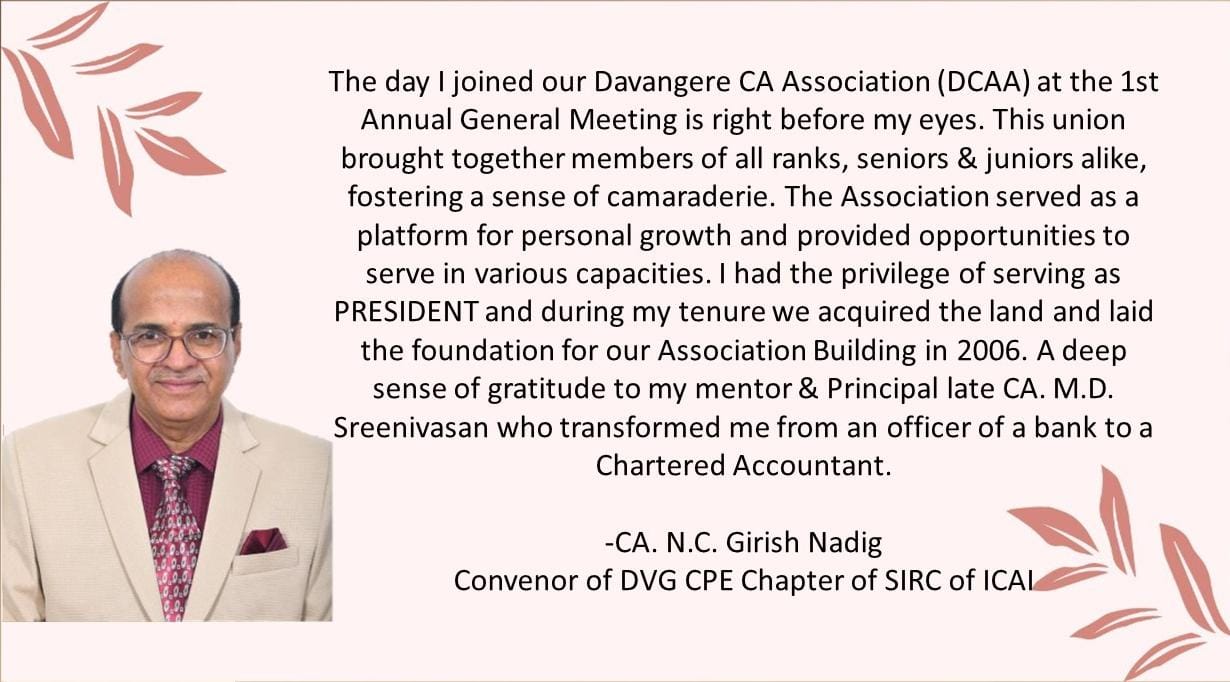 The day I joined our Davangere CA Association (DCAA) at the 1st
Annual General Meeting is right before my eyes. This union
brought together members of all ranks, seniors & juniors alike,
fostering a sense of camaraderie. The Association served as a
platform for personal growth and provided opportunities to
serve in various capacities. I had the privilege of serving as
PRESIDENT and during my tenure we acquired the land and laid
the foundation for our Association Building in 2006. A deep
sense of gratitude to my mentor & Principal late CA. M.D.
Sreenivasan who transformed me from an officer of a bank to a
Chartered Accountant.
-CA. N.C. Girish Nadig
Convenor of DVG CPE Chapter of SIRC of ICAI